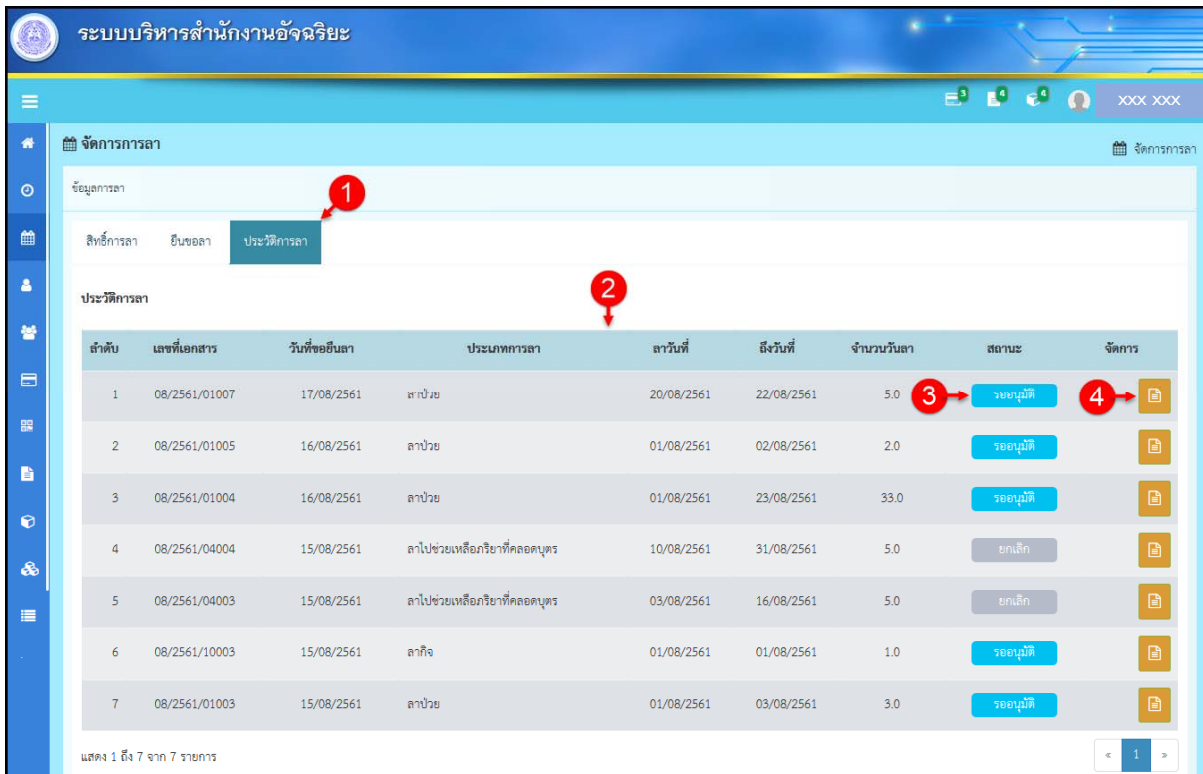 ระบบบริหารสำนักงานอัจฉริยะ
3 4 4 XXX XXX
จัดการการลา จัดการการลา
ข้อมูลการลา 1
สิทธิ์การลา ยื่นขอลา ประวัติการลา
ประวัติการลา 2
ลำดับ เลขที่เอกสาร วันที่ขอยื่นลา ประเภทการลา ลาวันที่ ถึงวันที่ จำนวนวันลา สถานะ จัดการ
1 08/2561/01007 17/08/2561 ลาป่วย 20/08/2561 22/08/2561 5.0 3 รออนุมัติ 4
2 08/2561/01005 16/08/2561 ลาป่วย 01/08/2561 02/08/2561 2.0 รออนุมัติ
3 08/2561/01004 16/08/2561 ลาป่วย 01/08/2561 23/08/2561 33.0 รออนุมัติ
4 08/2561/04004 15/08/2561 ลาไปช่วยเหลือภริยาที่คลอดบุตร 10/08/2561 31/08/2561 5.0 ยกเลิก
5 08/2561/04003 15/08/2561 ลาไปช่วยเหลือภริยาที่คลอดบุตร 03/08/2561 16/08/2561 5.0 ยกเลิก
6 08/2561/10003 15/08/2561 ลากิจ 01/08/2561 01/08/2561 1.0 รออนุมัติ
7 08/2561/01003 15/08/2561 ลาป่วย 01/08/2561 03/08/2561 3.0 รออนุมัติ
แสดง 1 ถึง 7 จาก 7 รายการ « 1 »